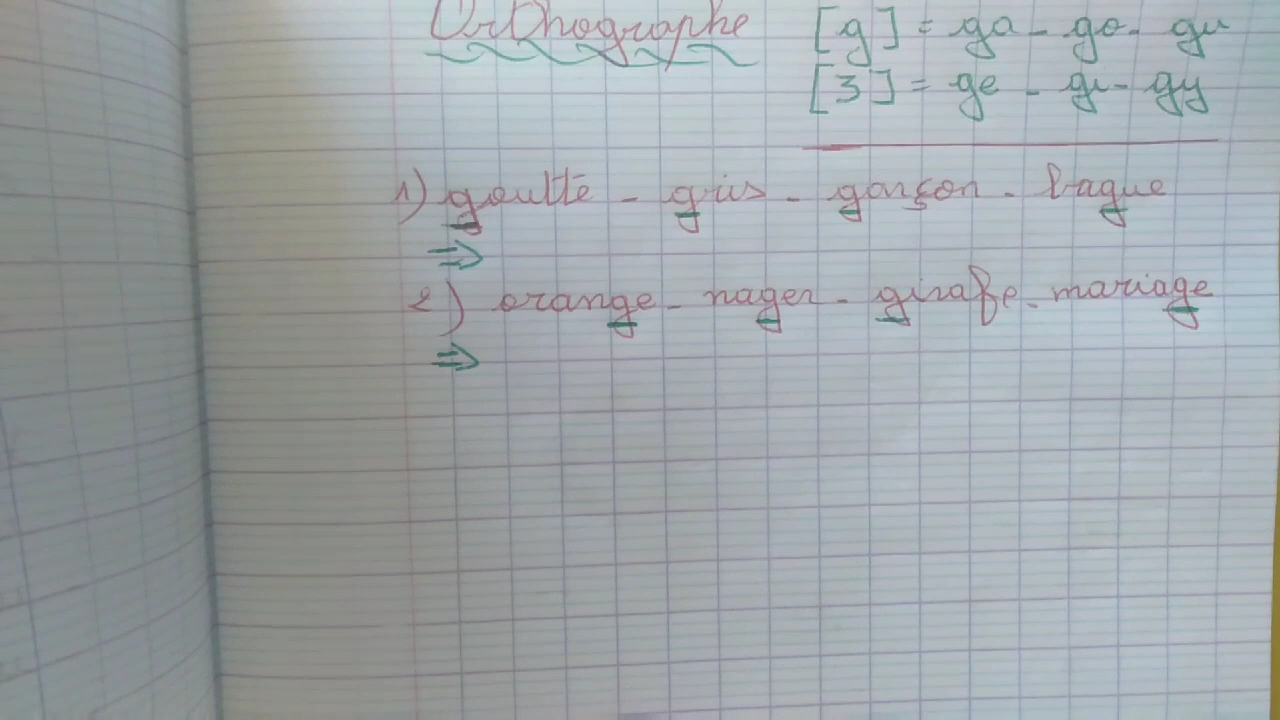 Orthographe [g] = ga - go - gu
[ʒ] = ge - gi - gy
1) goutte - gris - garçon - bague
⇒
2) orange - nager - girafe - mariage
⇒